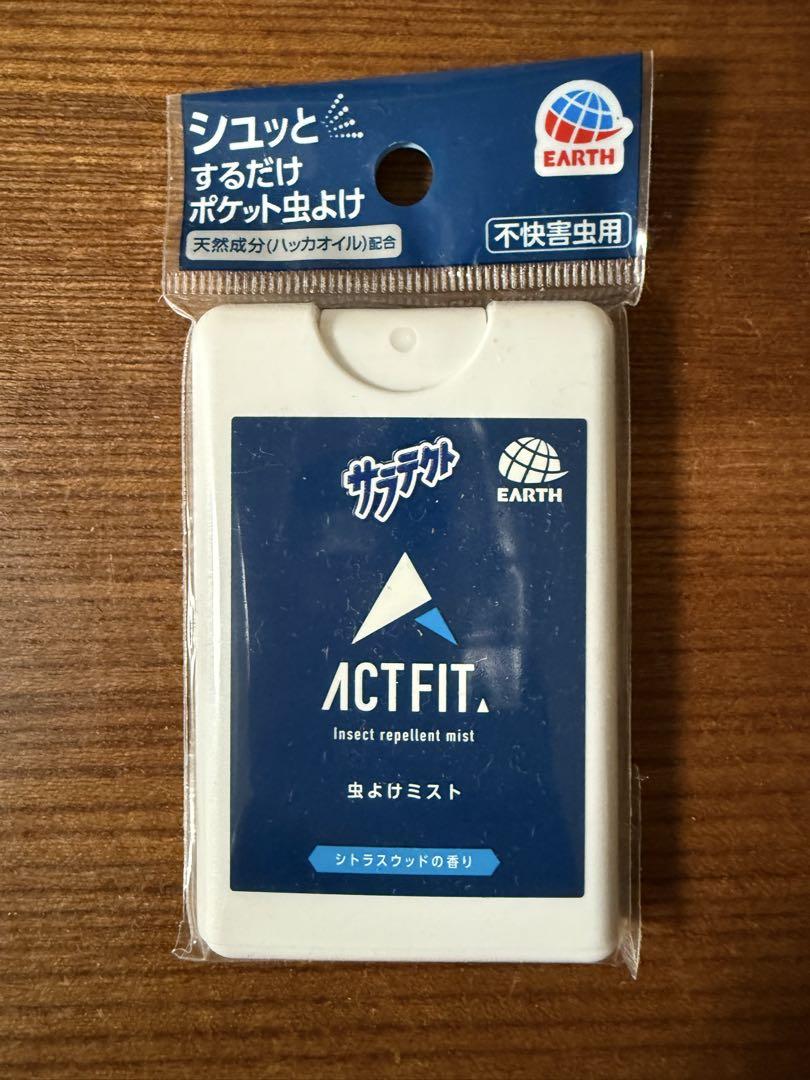 シュッと
するだけ
ポケット虫よけ
天然成分(ハッカオイル)配合
EARTH
不快害虫用
サラテクト
EARTH
ACTFIT
Insect repellent mist
虫よけミスト
シトラスウッドの香り